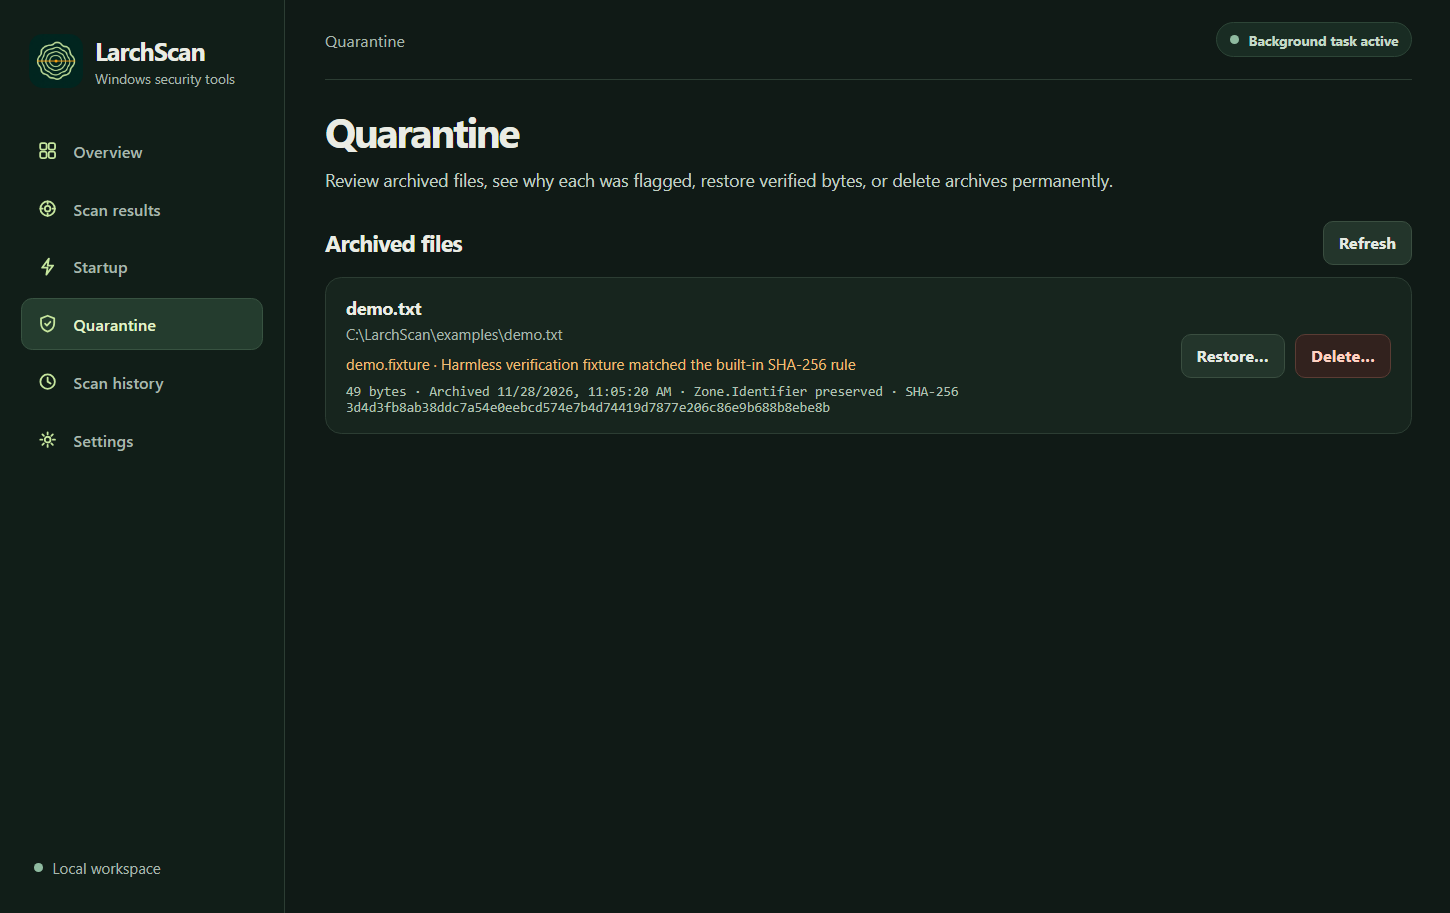 LarchScan
Windows security tools
Overview
Scan results
Startup
Quarantine
Scan history
Settings
Local workspace
Quarantine
Background task active
Quarantine
Review archived files, see why each was flagged, restore verified bytes, or delete archives permanently.
Archived files
Refresh
demo.txt
C:\LarchScan\examples\demo.txt
demo.fixture · Harmless verification fixture matched the built-in SHA-256 rule
49 bytes · Archived 11/28/2026, 11:05:20 AM · Zone.Identifier preserved · SHA-256
3d4d3fb8ab38ddc7a54e0eebcd574e7b4d74419d7877e206c86e9b688b8ebe8b
Restore...
Delete...